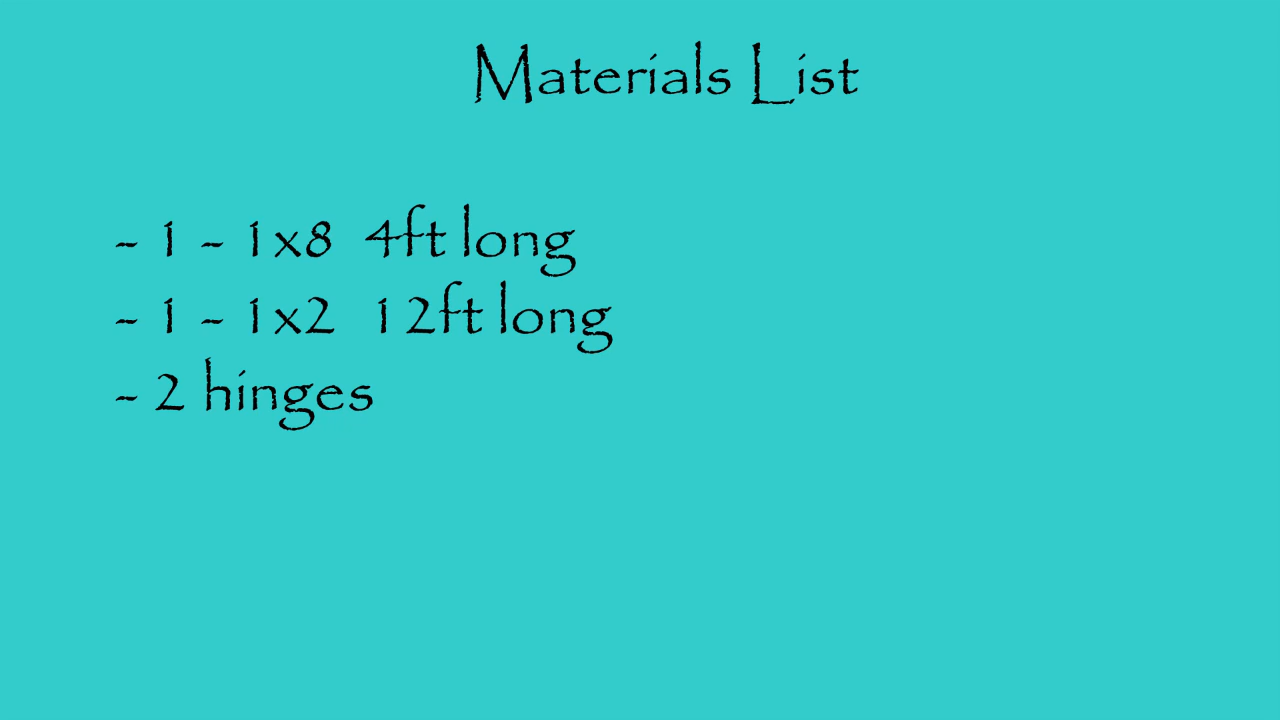 Materials List
- 1 - 1x8 4ft long
- 1 - 1x2 12ft long
- 2 hinges